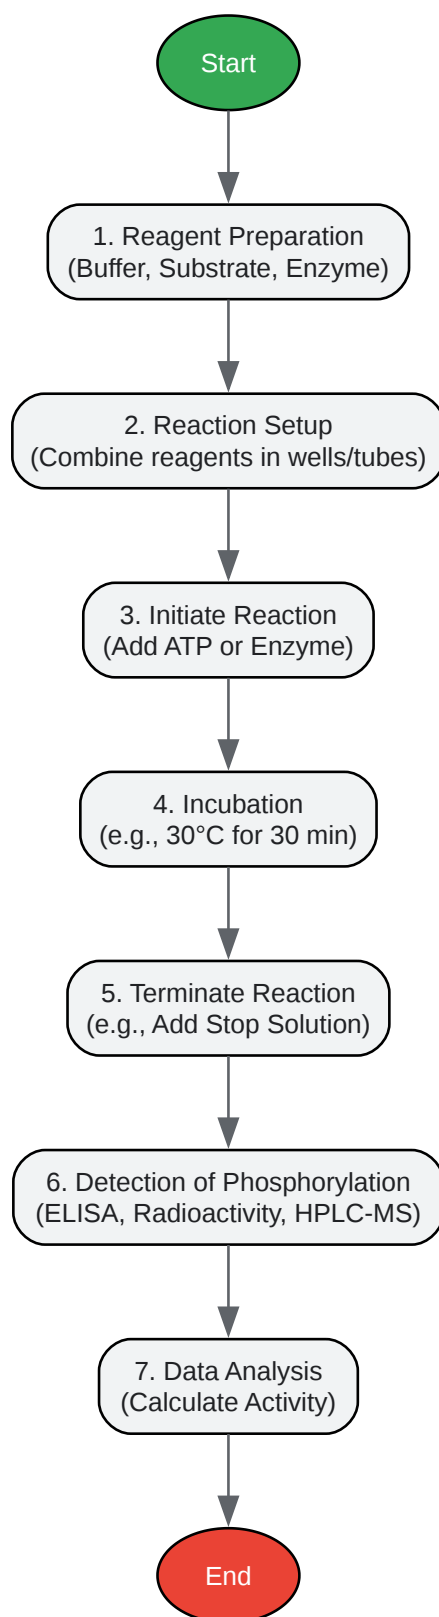 Start
1. Reagent Preparation
(Buffer, Substrate, Enzyme)
2. Reaction Setup
(Combine reagents in wells/tubes)
3. Initiate Reaction
(Add ATP or Enzyme)
4. Incubation
(e.g., 30°C for 30 min)
5. Terminate Reaction
(e.g., Add Stop Solution)
6. Detection of Phosphorylation
(ELISA, Radioactivity, HPLC-MS)
7. Data Analysis
(Calculate Activity)
End